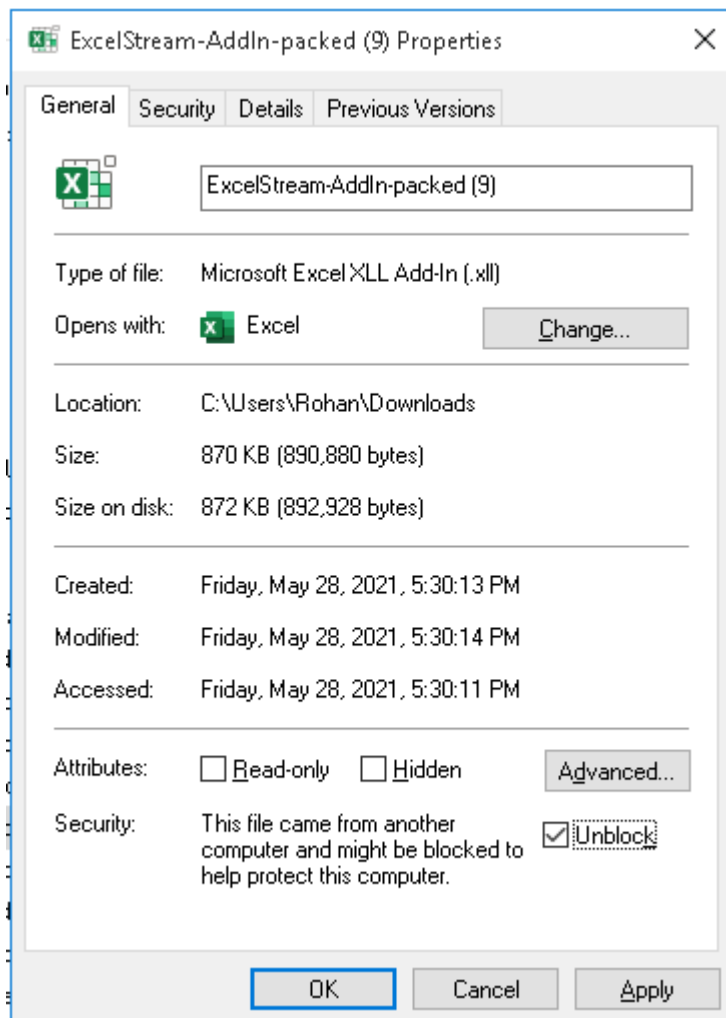 ExcelStream-AddIn-packed (9) Properties
General Security Details Previous Versions
ExcelStream-AddIn-packed (9)
Type of file: Microsoft Excel XLL Add-In (.xll)
Opens with: Excel Change...
Location: C:\Users\Rohan\Downloads
Size: 870 KB (890,880 bytes)
Size on disk: 872 KB (892,928 bytes)
Created: Friday, May 28, 2021, 5:30:13 PM
Modified: Friday, May 28, 2021, 5:30:14 PM
Accessed: Friday, May 28, 2021, 5:30:11 PM
Attributes: Read-only Hidden Advanced...
Security: This file came from another
computer and might be blocked to Unblock
help protect this computer.
OK Cancel Apply